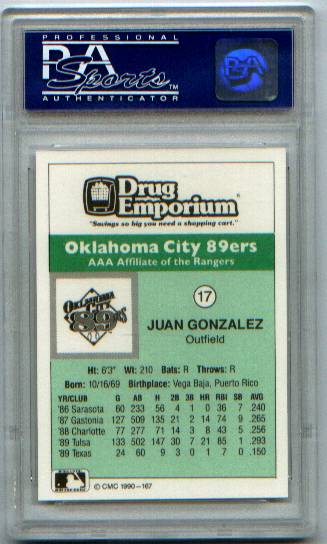 PROFESSIONAL
PSA
Sports™
AUTHENTICATOR
PSA
Drug
Emporium®
"Savings so big you need a shopping cart."
Oklahoma City 89ers
AAA Affiliate of the Rangers
OKLAHOMA
CITY
89ERS
17
JUAN GONZALEZ
Outfield
Ht: 6'3" Wt: 210 Bats: R Throws: R
Born: 10/16/69 Birthplace: Vega Baja, Puerto Rico
YR/CLUB G AB H 2B 3B HR RBI SB AVG
'86 Sarasota 60 233 56 4 1 0 36 7 .240
'87 Gastonia 127 509 135 21 2 14 74 9 .265
'88 Charlotte 77 277 71 14 3 8 43 5 .256
'89 Tulsa 133 502 147 30 7 21 85 1 .293
'89 Texas 24 60 9 3 0 1 7 0 .150
© CMC 1990–167